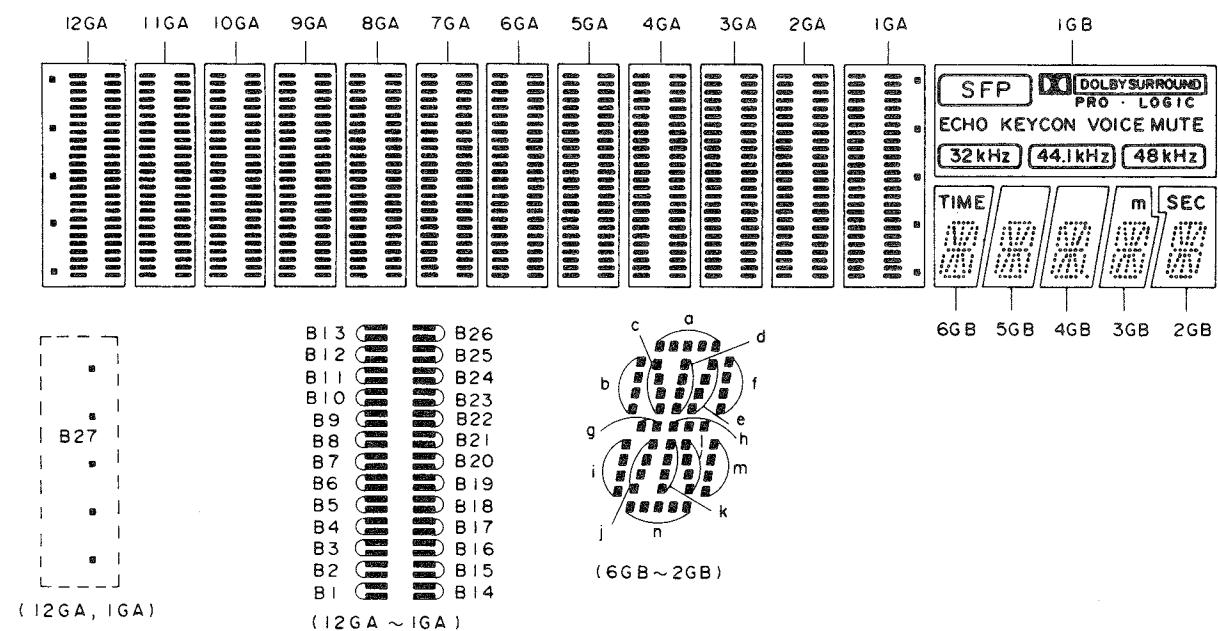 12GA 11GA 10GA 9GA 8GA 7GA 6GA 5GA 4GA 3GA 2GA 1GA 1GB
SFP DOLBY SURROUND
PRO · LOGIC
ECHO KEYCON VOICE MUTE
32kHz 44.1kHz 48kHz
TIME m SEC
6GB 5GB 4GB 3GB 2GB
B27
(12GA, 1GA)
B13 B26
B12 B25
B11 B24
B10 B23
B9 B22
B8 B21
B7 B20
B6 B19
B5 B18
B4 B17
B3 B16
B2 B15
B1 B14
(12GA ~ 1GA)
a
c d
b f
e
g h
l
i m
k
j n
(6GB~2GB)